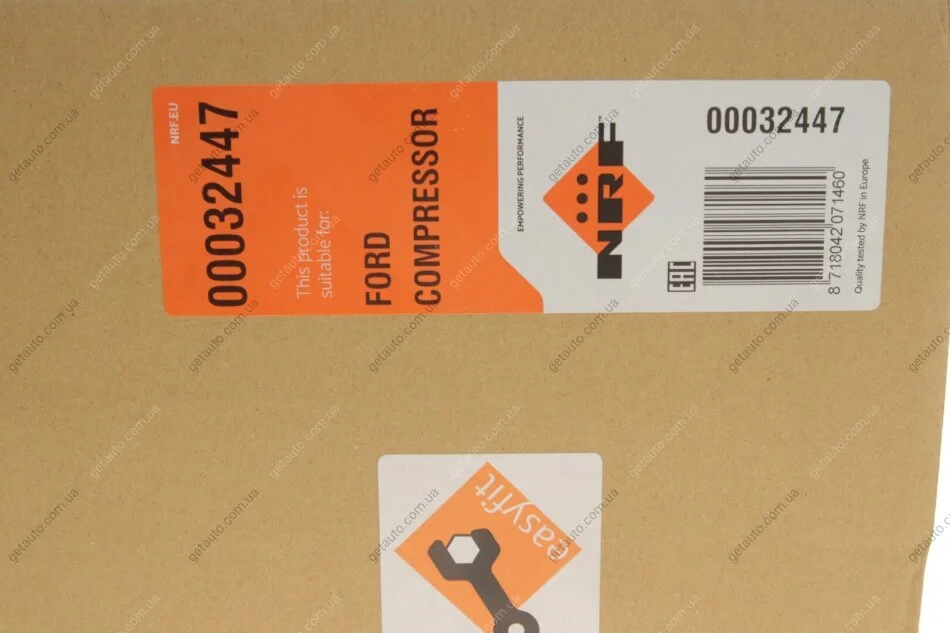 NRF.EU
00032447
This product is
suitable for:
FORD
COMPRESSOR
EMPOWERING PERFORMANCE
NRF™
EAC
00032447
8 718042 071460
Quality tested by NRF in Europe
easyfit
getauto.com.ua